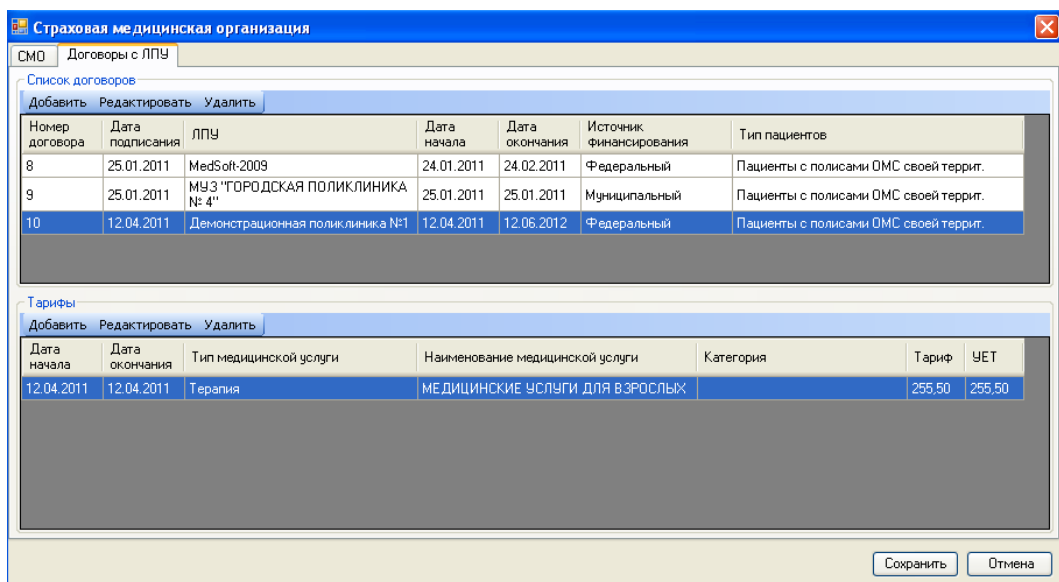 Страховая медицинская организация
СМО Договоры с ЛПУ
Список договоров
Добавить Редактировать Удалить
Номер договора Дата подписания ЛПУ Дата начала Дата окончания Источник финансирования Тип пациентов
8 25.01.2011 MedSoft-2009 24.01.2011 24.02.2011 Федеральный Пациенты с полисами ОМС своей террит.
9 25.01.2011 МУЗ "ГОРОДСКАЯ ПОЛИКЛИНИКА № 4" 25.01.2011 25.01.2011 Муниципальный Пациенты с полисами ОМС своей террит.
10 12.04.2011 Демонстрационная поликлиника №1 12.04.2011 12.06.2012 Федеральный Пациенты с полисами ОМС своей террит.
Тарифы
Добавить Редактировать Удалить
Дата начала Дата окончания Тип медицинской услуги Наименование медицинской услуги Категория Тариф УЕТ
12.04.2011 12.04.2011 Терапия МЕДИЦИНСКИЕ УСЛУГИ ДЛЯ ВЗРОСЛЫХ 255,50 255,50
Сохранить Отмена